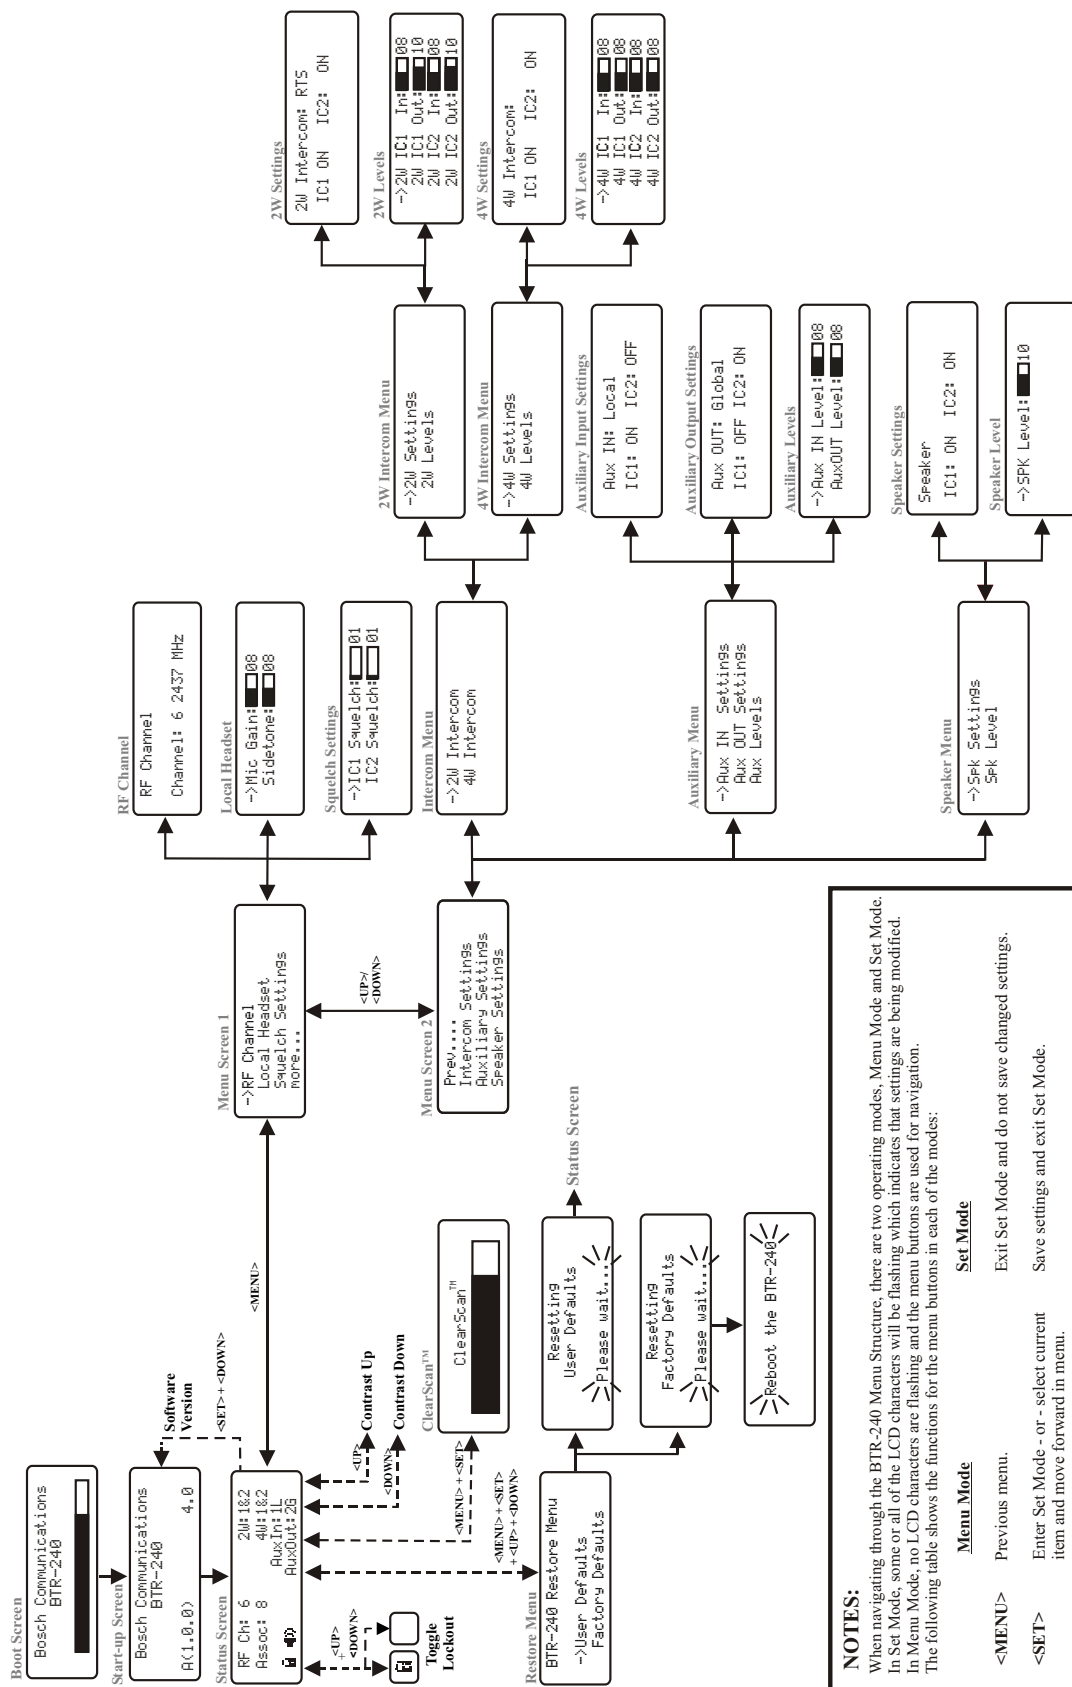 Boot Screen
Bosch Communications
BTR-240
Start-up Screen
Bosch Communications
BTR-240
A(1.0.0) 4.0
Software
Version
<SET> + <DOWN>
Status Screen
RF Ch: 6 2W:1&2
Assoc: 8 4W:1&2
AuxIn:1L
AuxOut:2G
<UP>
+
<DOWN>
Toggle
Lockout
<MENU>
<UP>
Contrast Up
<DOWN>
Contrast Down
<MENU> + <SET>
ClearScan™
ClearScan™
<MENU> + <SET>
+ <UP> + <DOWN>
Restore Menu
BTR-240 Restore Menu
->User Defaults
Factory Defaults
Resetting
User Defaults
Please wait...
Status Screen
Resetting
Factory Defaults
Please wait...
Reboot the BTR-240
Menu Screen 1
->RF Channel
Local Headset
Squelch Settings
more...
<UP>/
<DOWN>
Menu Screen 2
Prev....
Intercom Settings
Auxiliary Settings
Speaker Settings
RF Channel
RF Channel
Channel: 6 2437 MHz
Local Headset
->Mic Gain:08
Sidetone:08
Squelch Settings
->IC1 Squelch:01
IC2 Squelch:01
Intercom Menu
->2W Intercom
4W Intercom
Auxiliary Menu
->Aux IN Settings
Aux OUT Settings
Aux Levels
Speaker Menu
->Spk Settings
Spk Level
2W Intercom Menu
->2W Settings
2W Levels
4W Intercom Menu
->4W Settings
4W Levels
Auxiliary Input Settings
Aux IN: Local
IC1: ON IC2: OFF
Auxiliary Output Settings
Aux OUT: Global
IC1: OFF IC2: ON
Auxiliary Levels
->Aux IN Level:08
AuxOUT Level:08
Speaker Settings
Speaker
IC1: ON IC2: ON
Speaker Level
->SPK Level:10
2W Settings
2W Intercom: RTS
IC1 ON IC2: ON
2W Levels
->2W IC1 In:08
2W IC1 Out:10
2W IC2 In:08
2W IC2 Out:10
4W Settings
4W Intercom:
IC1 ON IC2: ON
4W Levels
->4W IC1 In:08
4W IC1 Out:08
4W IC2 In:08
4W IC2 Out:08
NOTES:
When navigating through the BTR-240 Menu Structure, there are two operating modes, Menu Mode and Set Mode.
In Set Mode, some or all of the LCD characters will be flashing which indicates that settings are being modified.
In Menu Mode, no LCD characters are flashing and the menu buttons are used for navigation.
The following table shows the functions for the menu buttons in each of the modes:
Menu Mode Set Mode
<MENU> Previous menu. Exit Set Mode and do not save changed settings.
<SET> Enter Set Mode - or - select current Save settings and exit Set Mode.
item and move forward in menu.